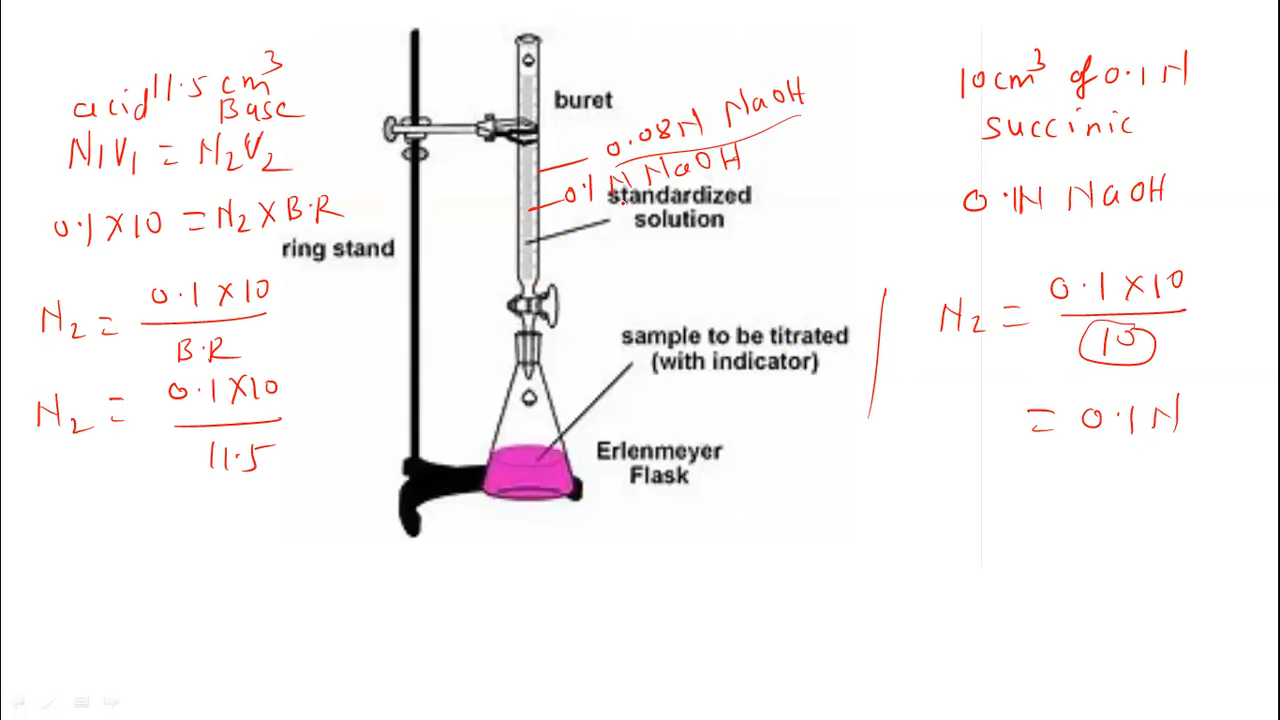 acid 11.5 cm³
Base
N1V1 = N2V2
0.1 × 10 = N2 × B.R
N2 = 0.1 × 10
B.R
N2 = 0.1 × 10
11.5
buret
0.08N NaOH
0.1 N NaOH
standardized
solution
ring stand
sample to be titrated
(with indicator)
Erlenmeyer
Flask
10 cm³ of 0.1 N
succinic
0.1N NaOH
N2 = 0.1 × 10
10
= 0.1 N